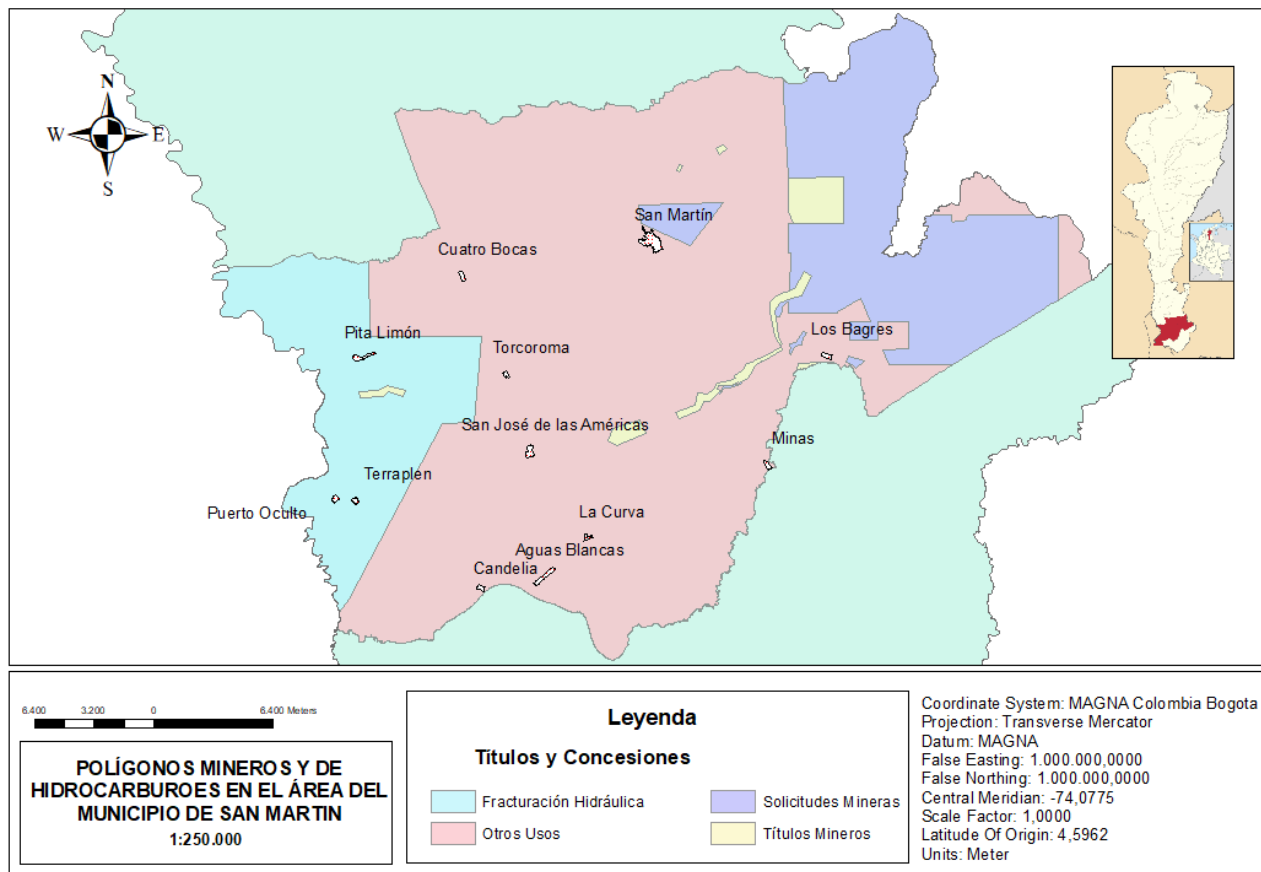 N
W E
S
San Martín
Cuatro Bocas
Pita Limón
Los Bagres
Torcoroma
San José de las Américas
Minas
Terraplen
Puerto Oculto
La Curva
Aguas Blancas
Candelia
6.400 3.200 0 6.400 Meters
POLÍGONOS MINEROS Y DE
HIDROCARBUROES EN EL ÁREA DEL
MUNICIPIO DE SAN MARTIN
1:250.000
Leyenda
Títulos y Concesiones
Fracturación Hidráulica
Otros Usos
Solicitudes Mineras
Títulos Mineros
Coordinate System: MAGNA Colombia Bogota
Projection: Transverse Mercator
Datum: MAGNA
False Easting: 1.000.000,0000
False Northing: 1.000.000,0000
Central Meridian: -74,0775
Scale Factor: 1,0000
Latitude Of Origin: 4,5962
Units: Meter